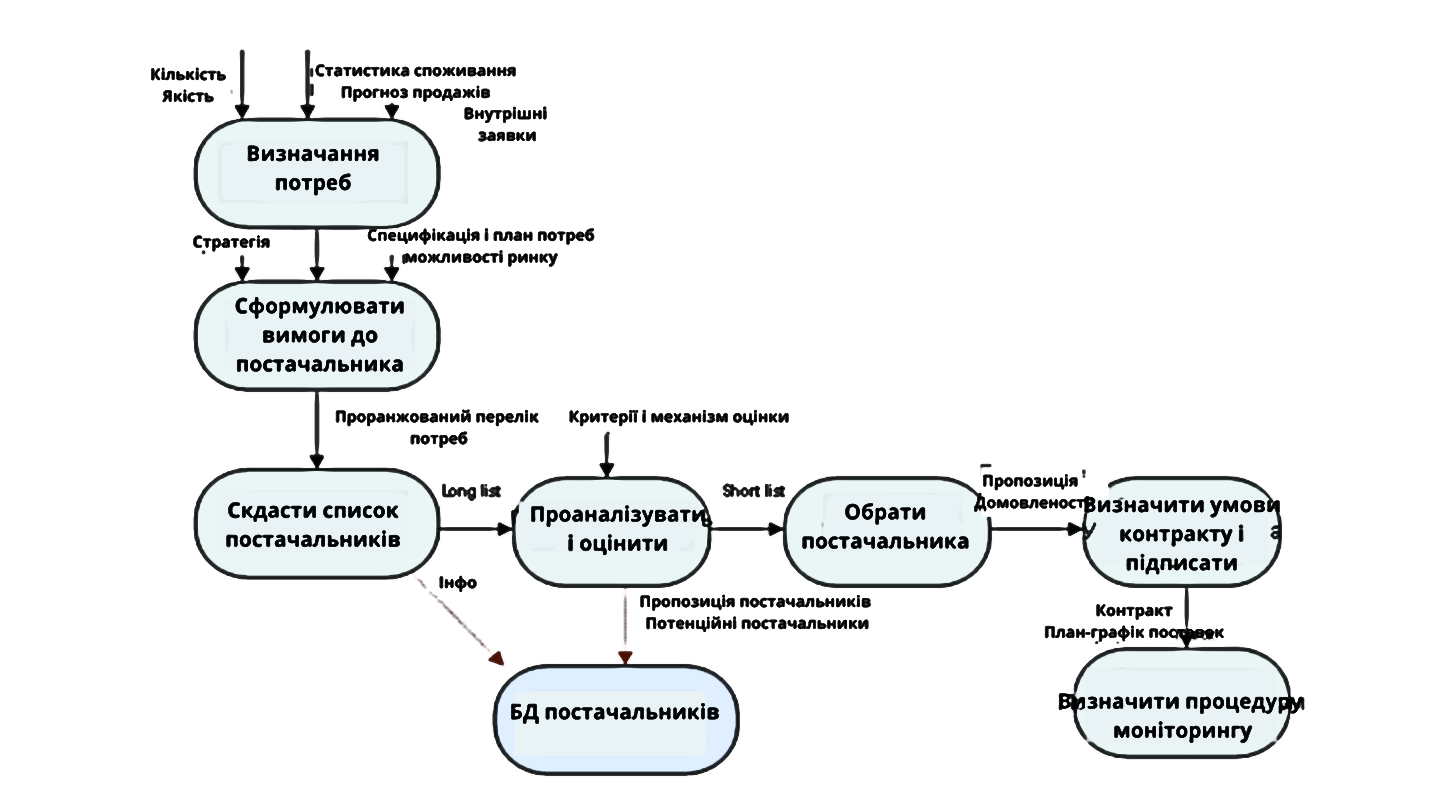 Кількість
Якість
Статистика споживання
Прогноз продажів
Внутрішні
заявки
Визначання
потреб
Стратегія
Специфікація і план потреб
можливості ринку
Сформулювати
вимоги до
постачальника
Проранжований перелік
потреб
Критерії і механізм оцінки
Скдасти список
постачальників
Long list
Проаналізувати
і оцінити
Short list
Обрати
постачальника
Пропозиція
Домовленості
Визначити умови
контракту і
підписати
Інфо
Пропозиція постачальників
Потенційні постачальники
Контракт
План-графік поставок
БД постачальників
Визначити процедуру
моніторингу